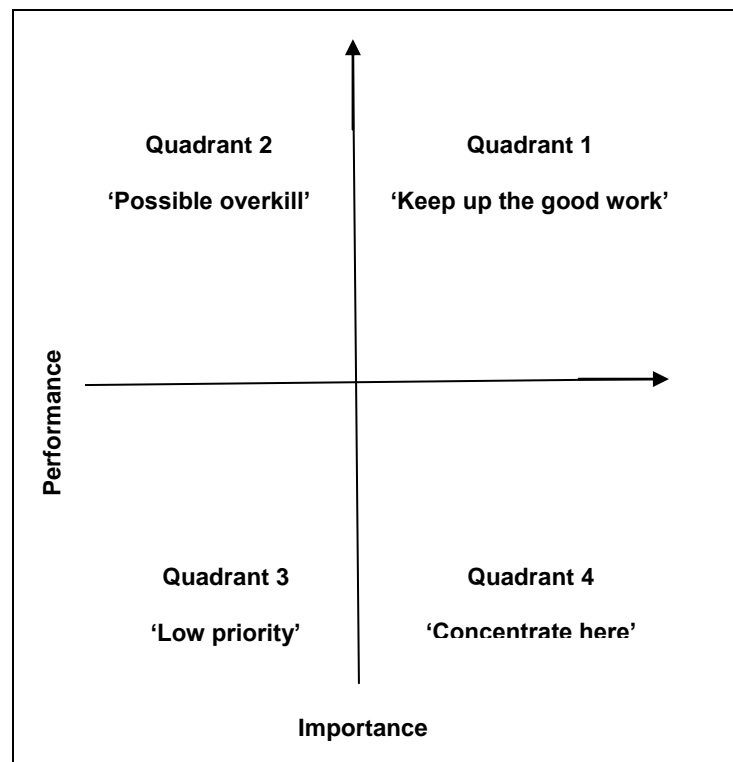 Quadrant 2
‘Possible overkill’
Quadrant 1
‘Keep up the good work’
Performance
Quadrant 3
‘Low priority’
Quadrant 4
‘Concentrate here’
Importance